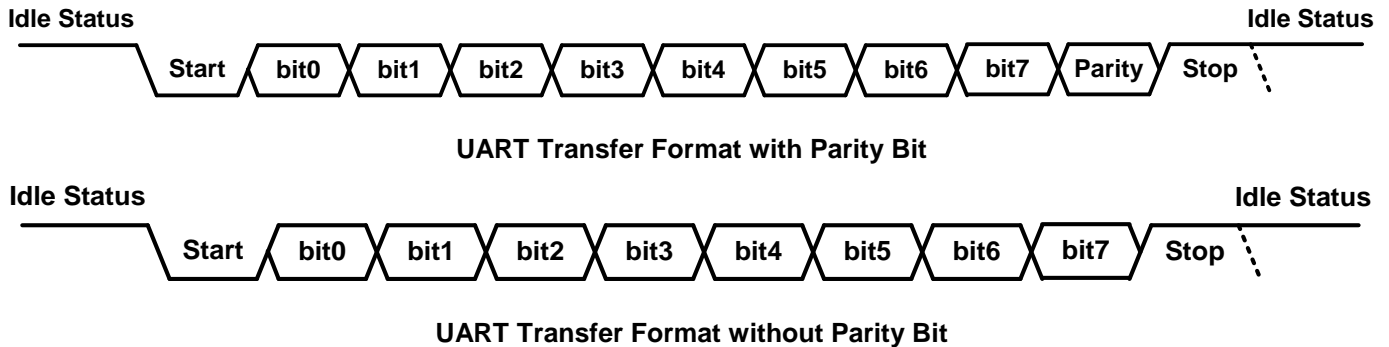 Idle Status Idle Status
Start bit0 bit1 bit2 bit3 bit4 bit5 bit6 bit7 Parity Stop
UART Transfer Format with Parity Bit
Idle Status Idle Status
Start bit0 bit1 bit2 bit3 bit4 bit5 bit6 bit7 Stop
UART Transfer Format without Parity Bit